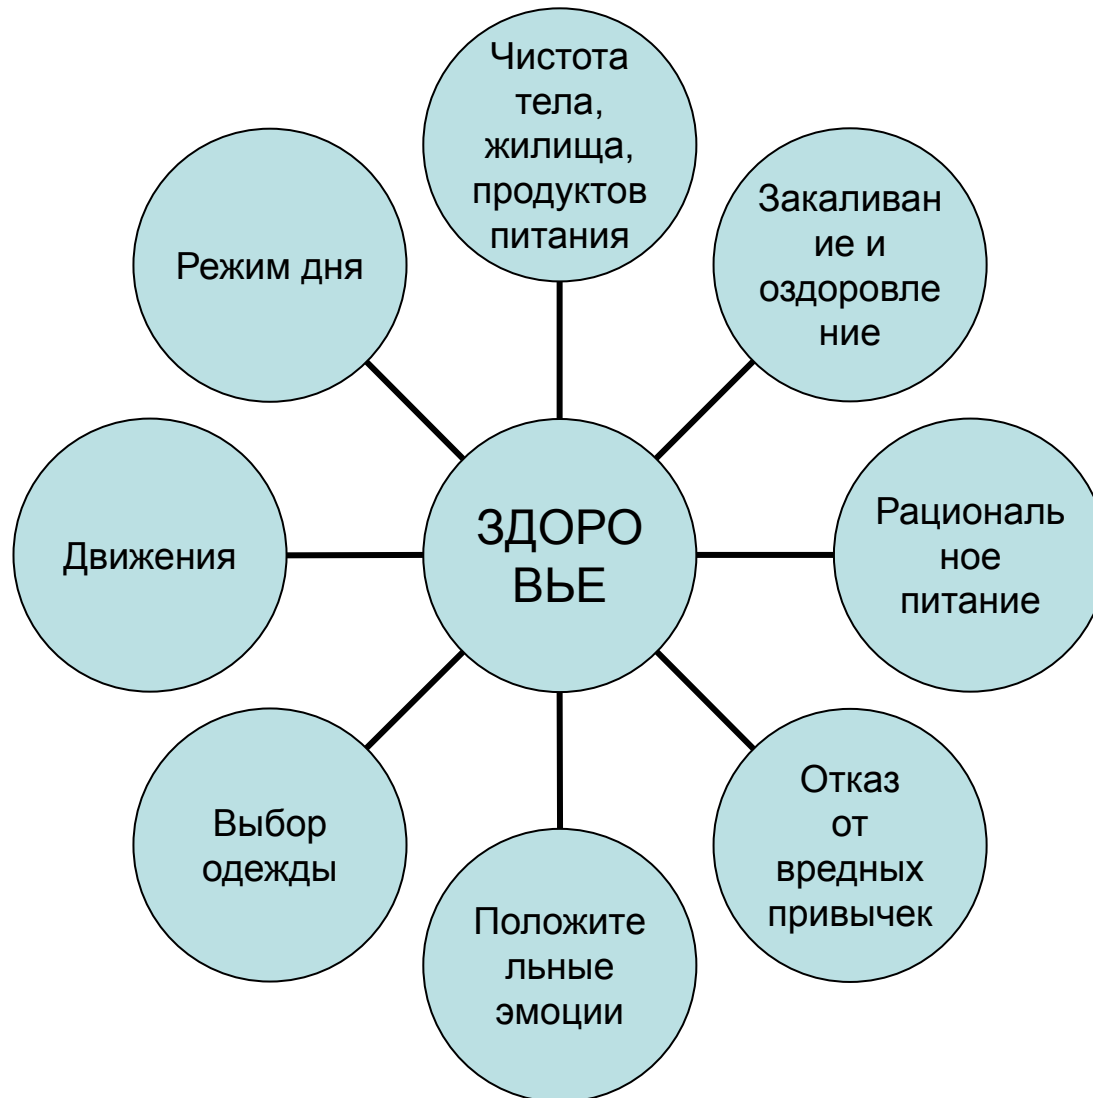 Чистота
тела,
жилища,
продуктов
питания
Закаливан
ие и
оздоровле
ние
Режим дня
Рациональ
ное
питание
ЗДОРО
ВЬЕ
Движения
Отказ
от
вредных
привычек
Выбор
одежды
Положите
льные
эмоции